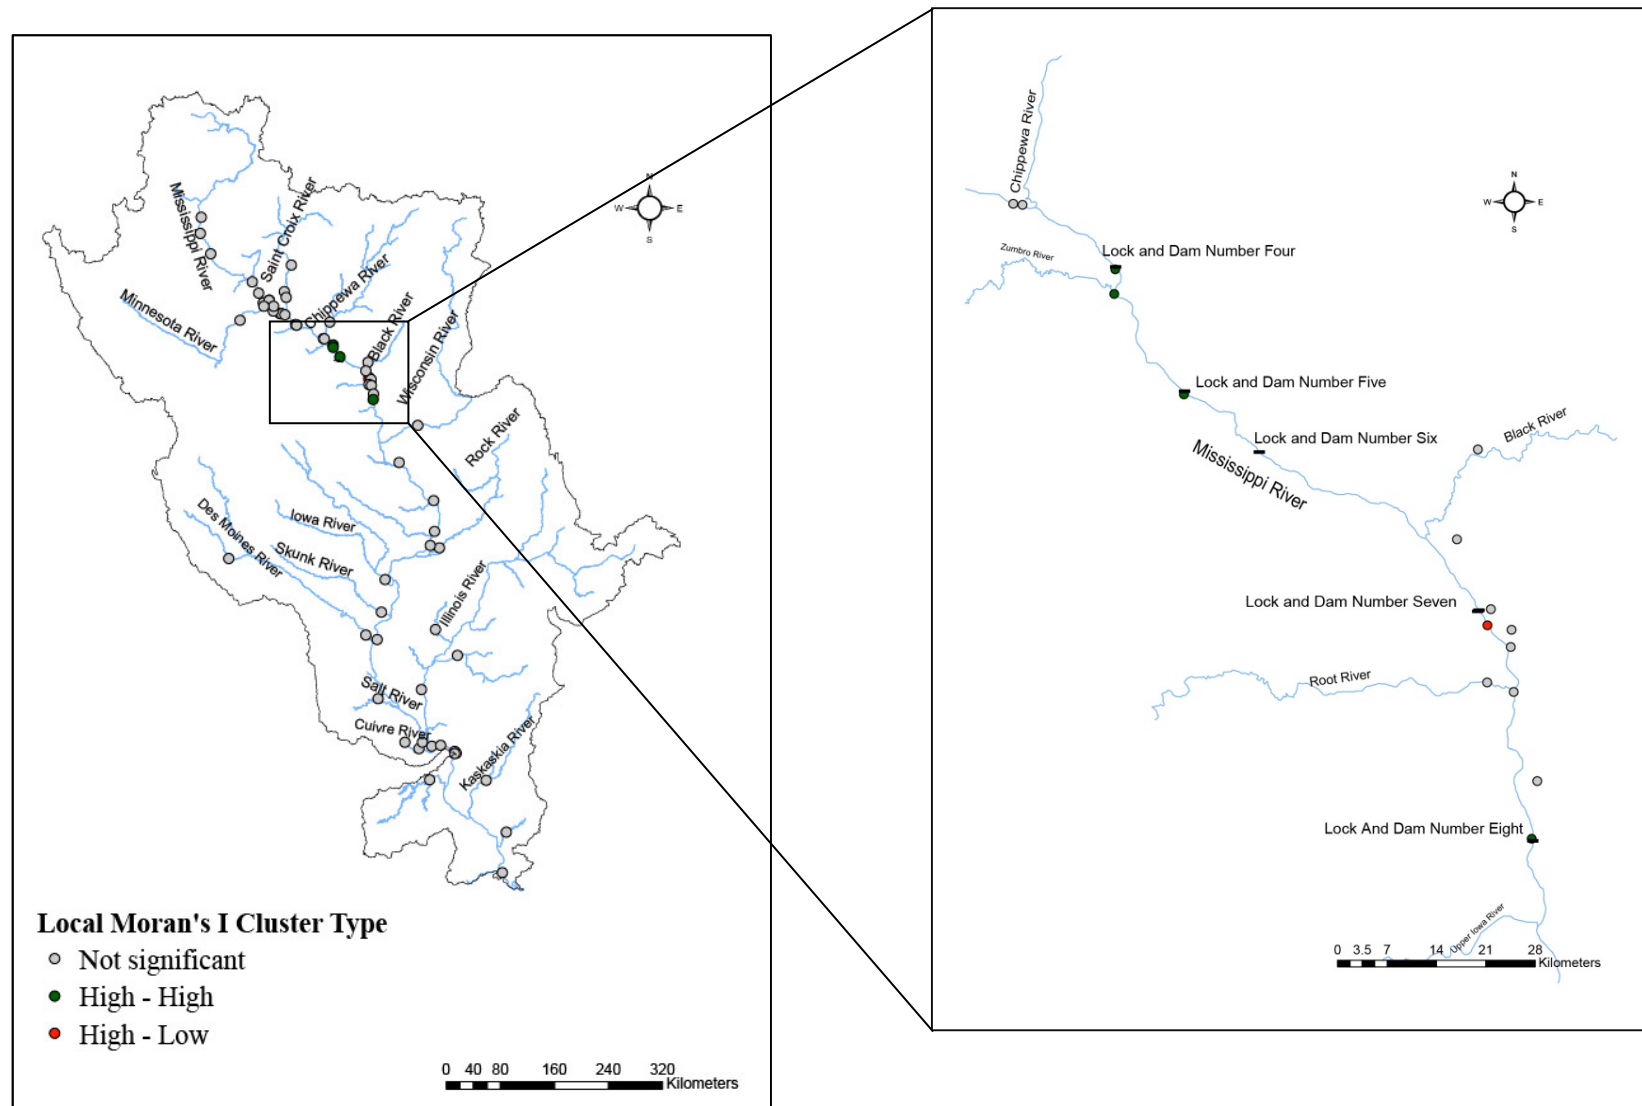 Mississippi River
Saint Croix River
Minnesota River
Chippewa River
Black River
Wisconsin River
Rock River
Des Moines River
Iowa River
Skunk River
Illinois River
Salt River
Cuivre River
Kaskaskia River
N
W E
S
Local Moran's I Cluster Type
Not significant
High - High
High - Low
0 40 80 160 240 320
Kilometers
Chippewa River
N
W E
S
Zumbro River
Lock and Dam Number Four
Lock and Dam Number Five
Lock and Dam Number Six
Mississippi River
Black River
Lock and Dam Number Seven
Root River
Lock And Dam Number Eight
Upper Iowa River
0 3.5 7 14 21 28
Kilometers